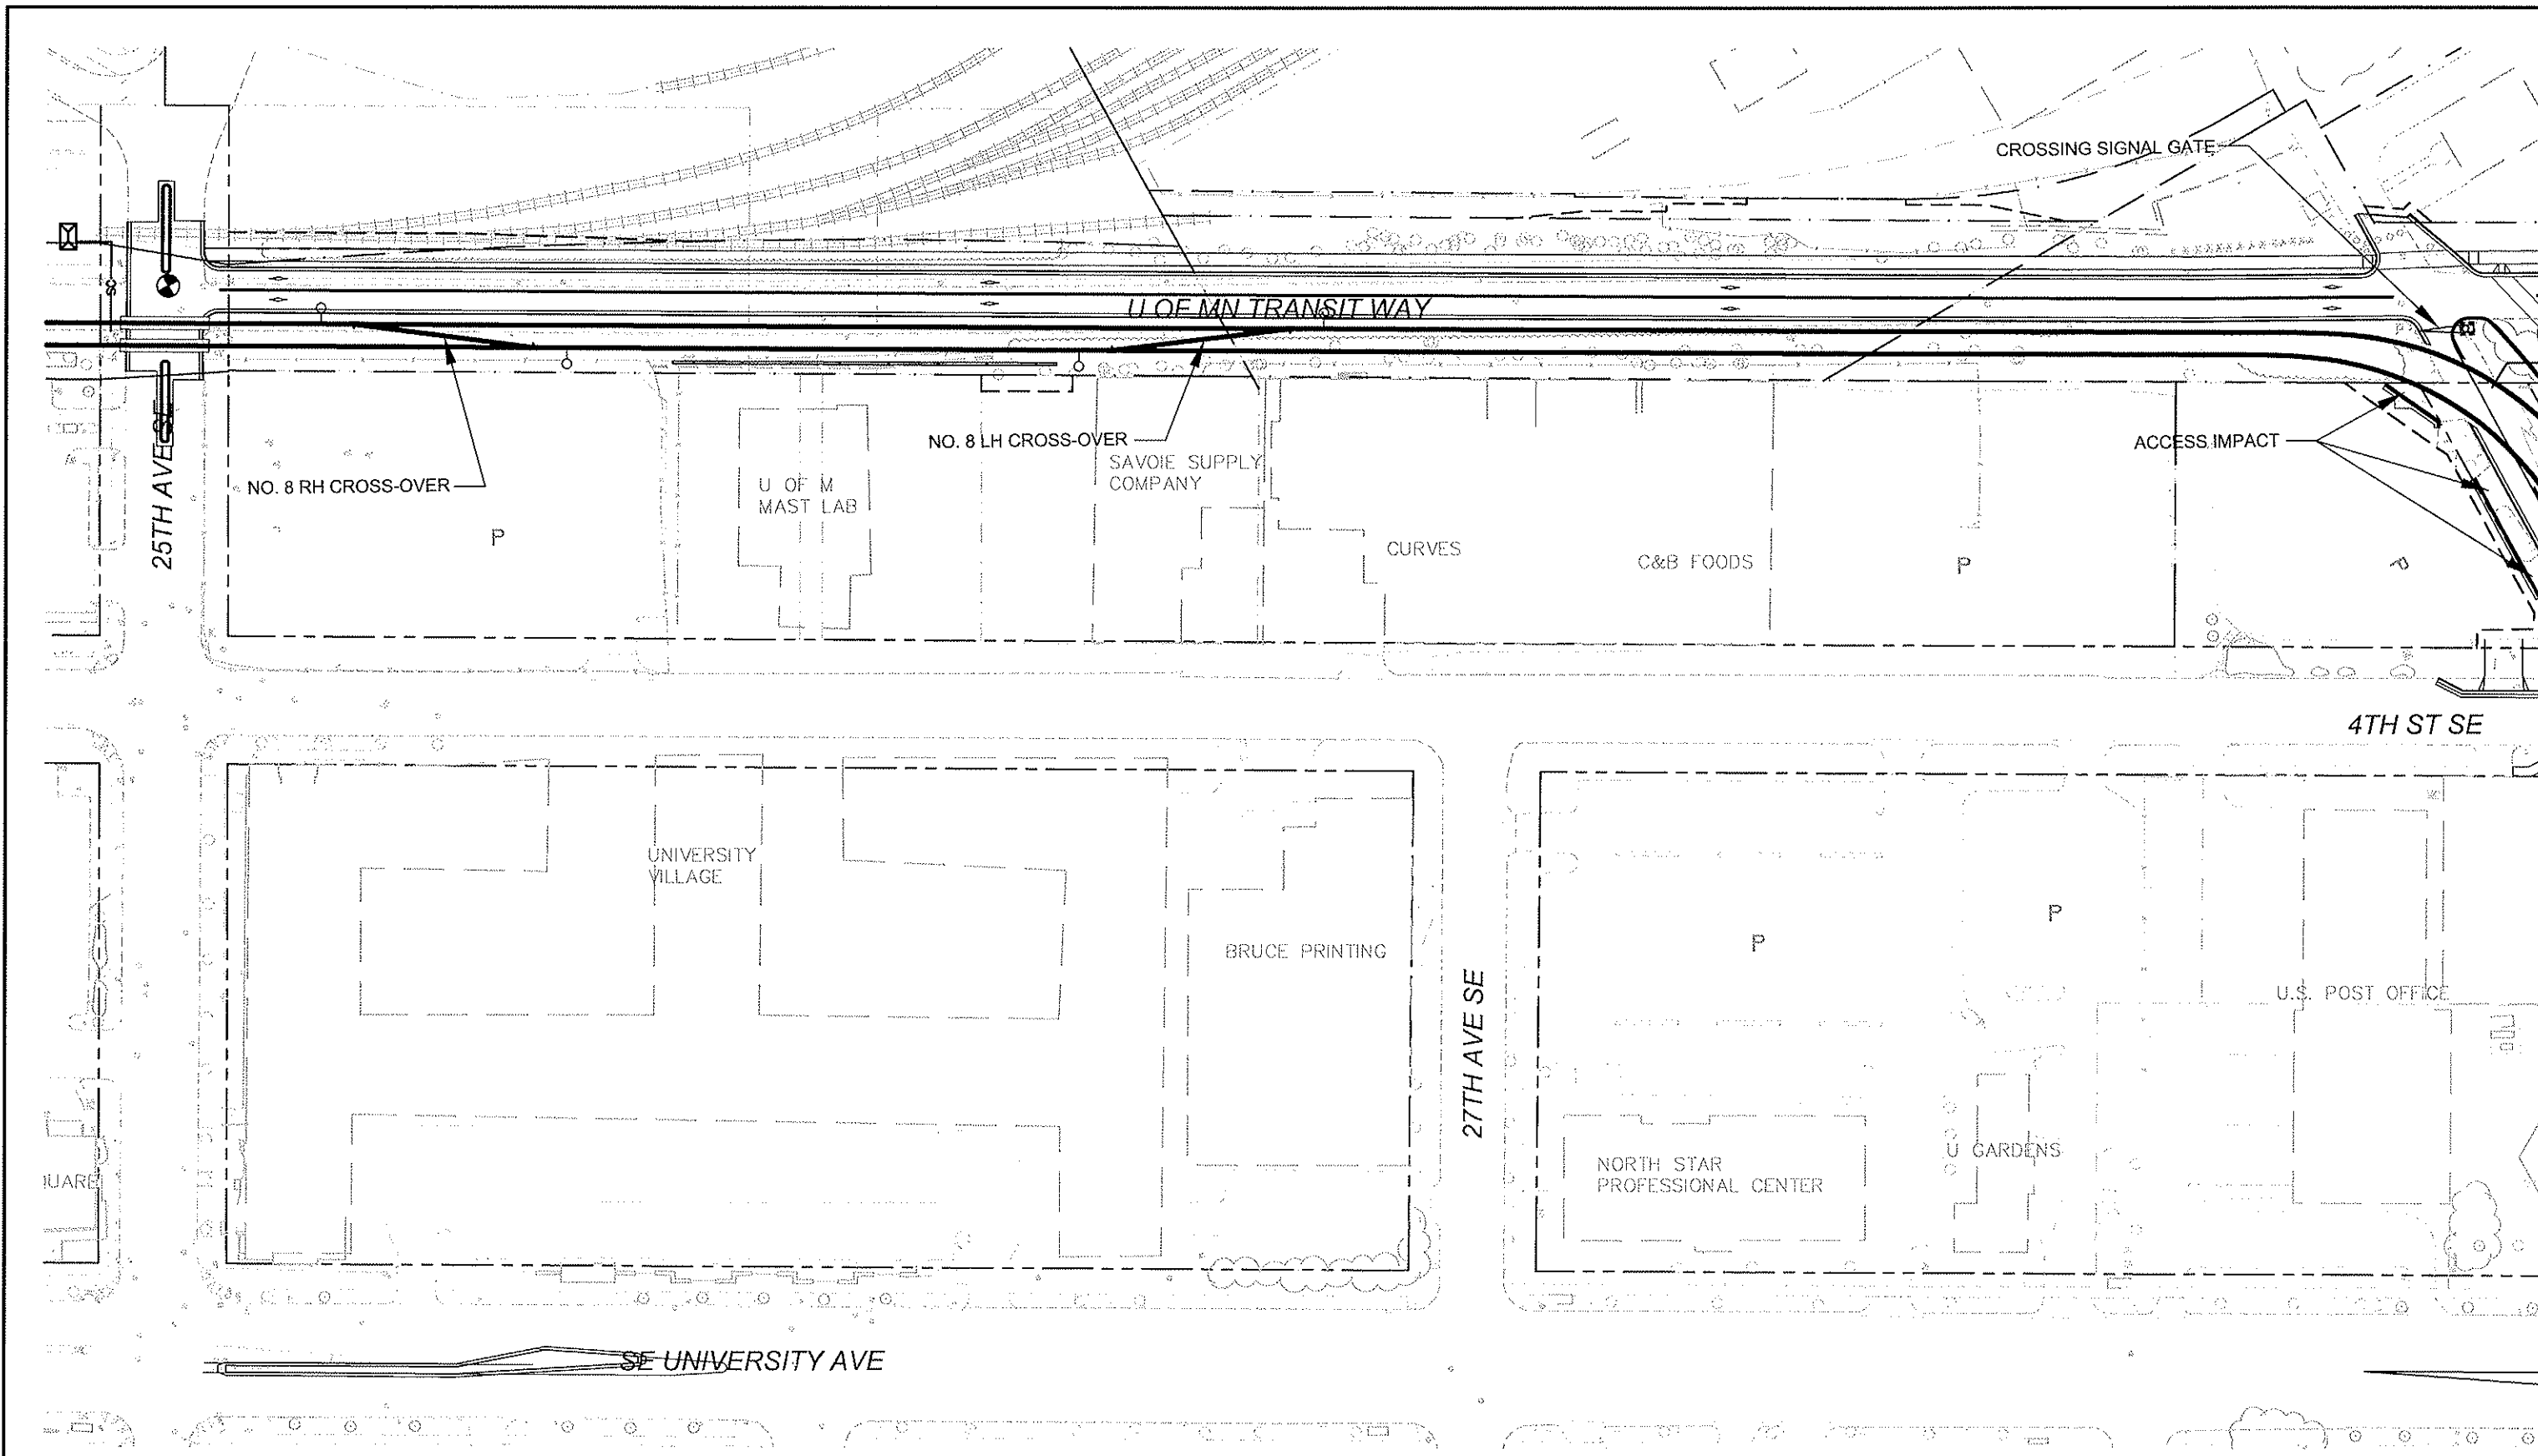 CROSSING SIGNAL GATE
SC
U OF MN TRANSIT WAY
NO. 8 LH CROSS-OVER
NO. 8 RH CROSS-OVER
ACCESS IMPACT
25TH AVE
U OF M
MAST LAB
SAVOIE SUPPLY
COMPANY
P
CURVES
C&B FOODS
P
P
4TH ST SE
UNIVERSITY
VILLAGE
BRUCE PRINTING
27TH AVE SE
P
P
U.S. POST OFFICE
U GARDENS
NORTH STAR
PROFESSIONAL CENTER
UARE
SE UNIVERSITY AVE